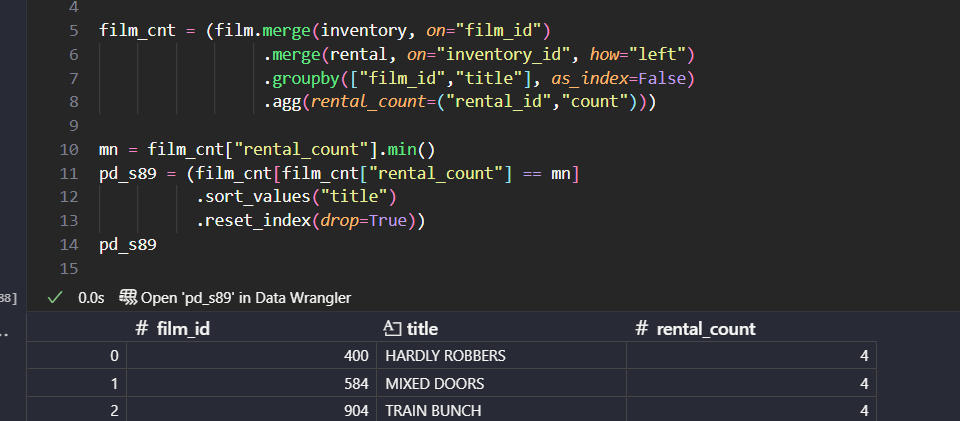 4
5 film_cnt = (film.merge(inventory, on="film_id")
6 .merge(rental, on="inventory_id", how="left")
7 .groupby(["film_id","title"], as_index=False)
8 .agg(rental_count=("rental_id","count")))
9
10 mn = film_cnt["rental_count"].min()
11 pd_s89 = (film_cnt[film_cnt["rental_count"] == mn]
12 .sort_values("title")
13 .reset_index(drop=True))
14 pd_s89
15
88] 0.0s Open 'pd_s89' in Data Wrangler
# film_id title # rental_count
0 400 HARDLY ROBBERS 4
1 584 MIXED DOORS 4
2 904 TRAIN BUNCH 4